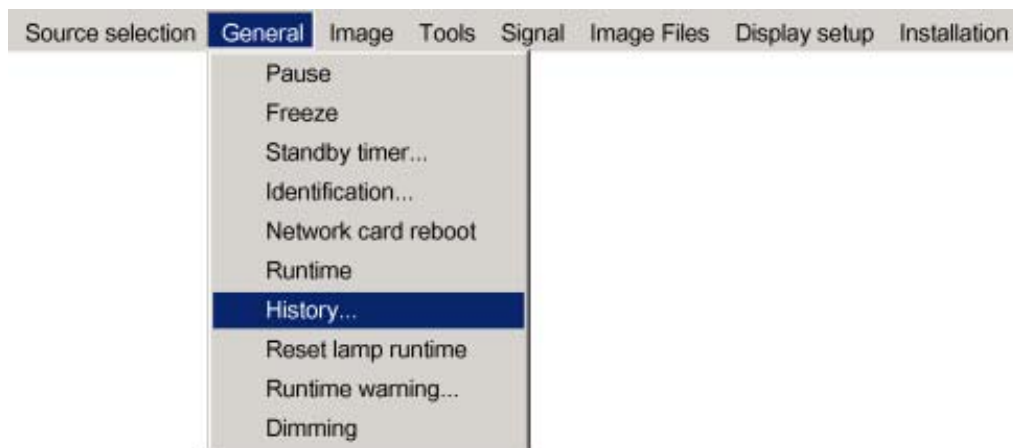 Source selection General Image Tools Signal Image Files Display setup Installation
Pause
Freeze
Standby timer...
Identification...
Network card reboot
Runtime
History...
Reset lamp runtime
Runtime warning...
Dimming